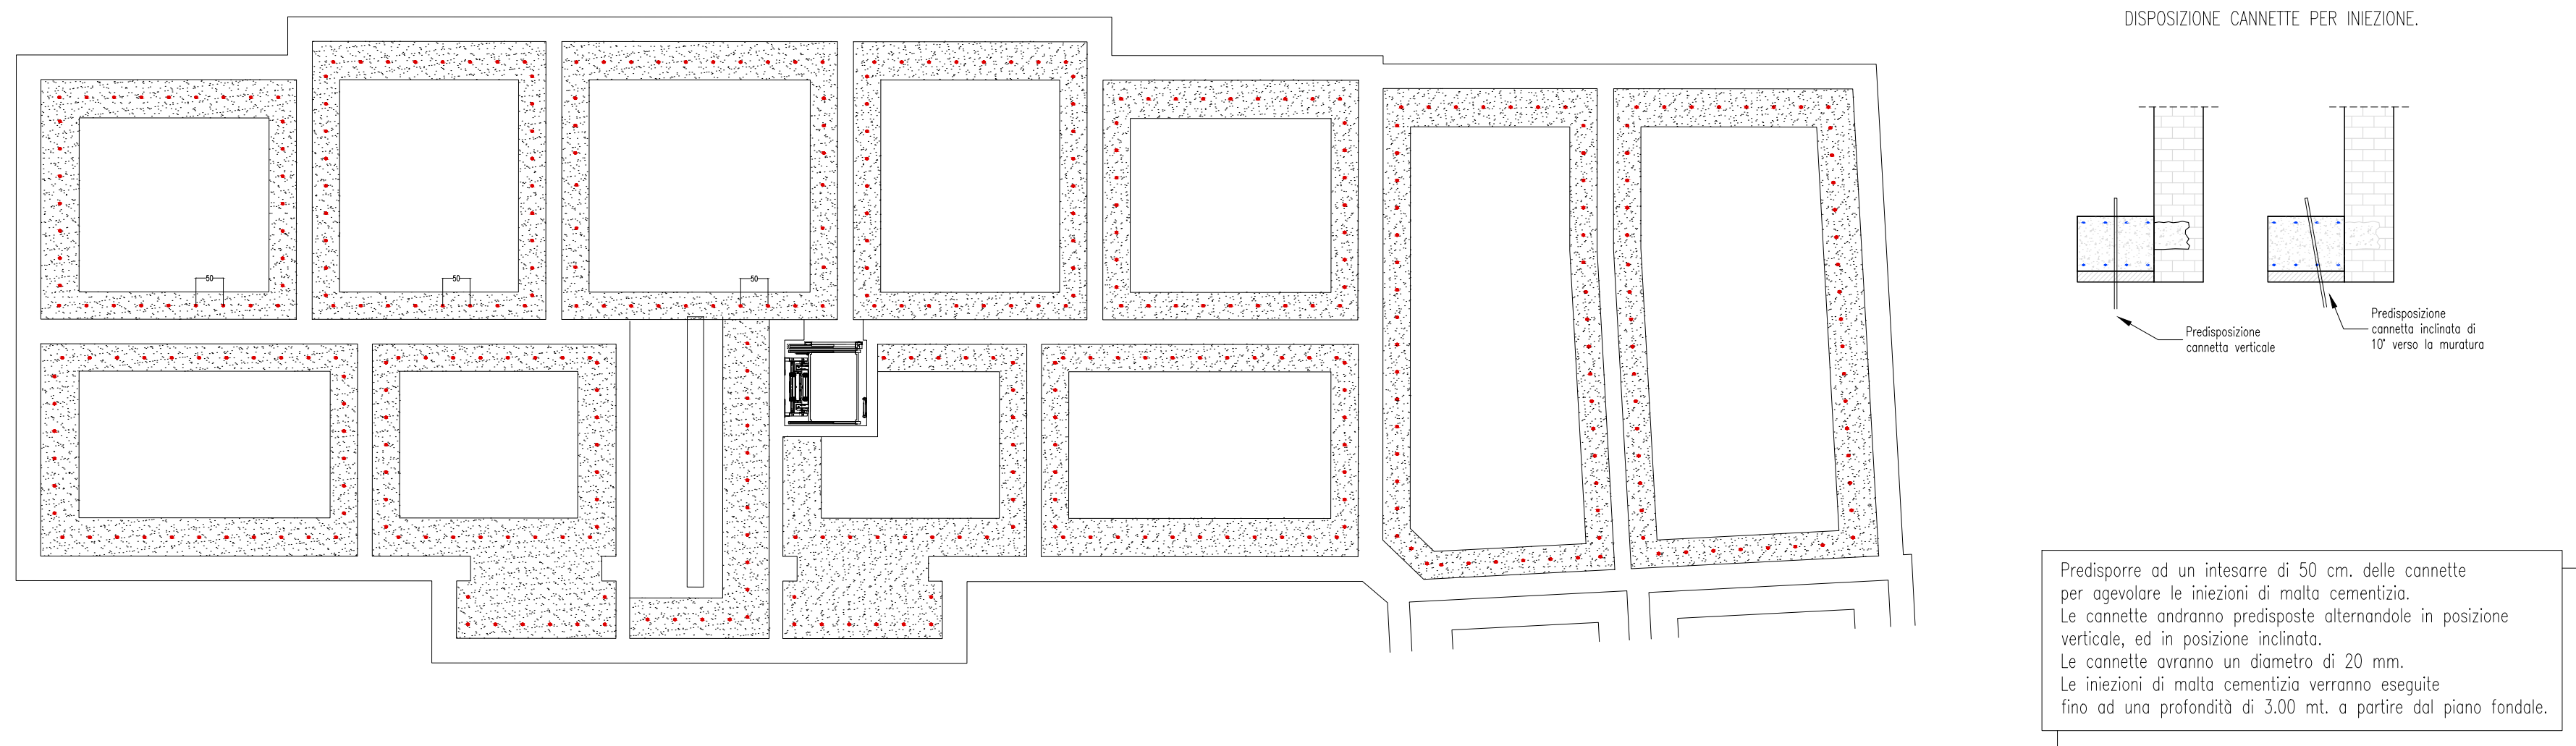 DISPOSIZIONE CANNETTE PER INIEZIONE.
50
50
50
Predisposizione
cannetta verticale
Predisposizione
cannetta inclinata di
10° verso la muratura
Predisporre ad un intesarre di 50 cm. delle cannette
per agevolare le iniezioni di malta cementizia.
Le cannette andranno predisposte alternandole in posizione
verticale, ed in posizione inclinata.
Le cannette avranno un diametro di 20 mm.
Le iniezioni di malta cementizia verranno eseguite
fino ad una profondità di 3.00 mt. a partire dal piano fondale.